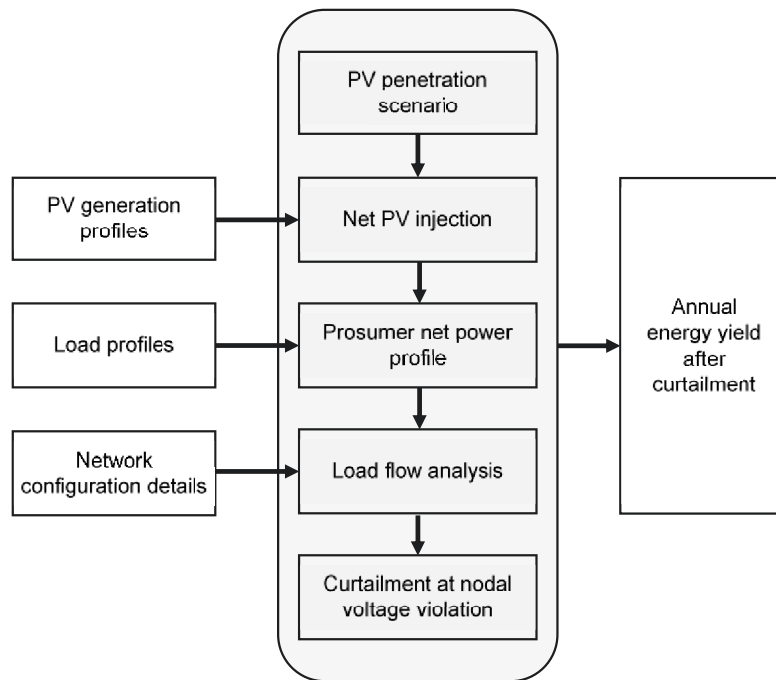 PV penetration
scenario
PV generation
profiles
Net PV injection
Load profiles
Prosumer net power
profile
Annual
energy yield
after
curtailment
Network
configuration details
Load flow analysis
Curtailment at nodal
voltage violation